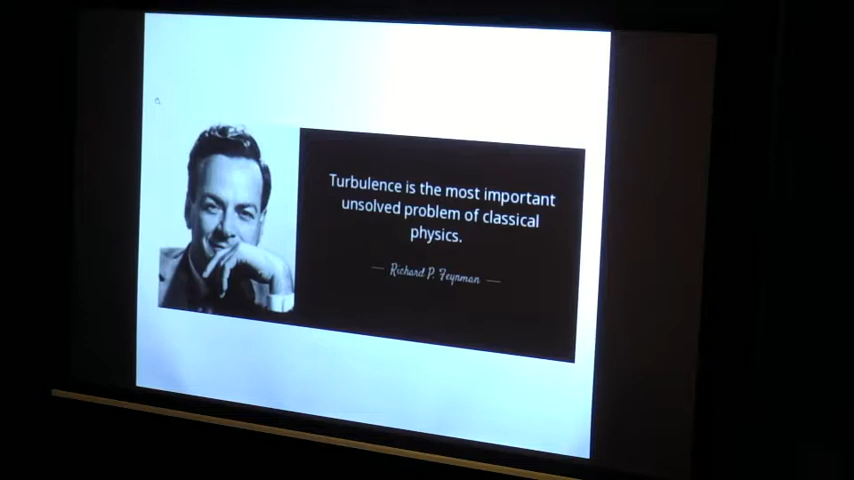 Turbulence is the most important
unsolved problem of classical
physics.
— Richard P. Feynman —